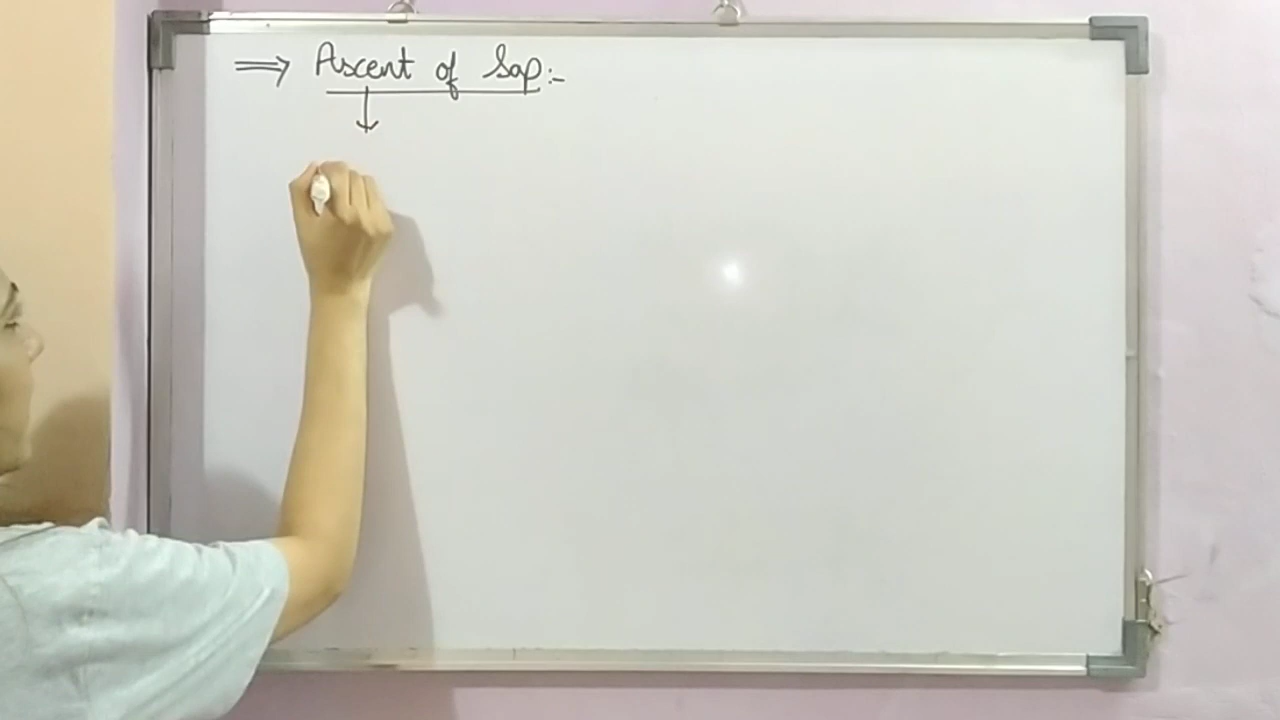 ⇒ Ascent of Sap:-
↓